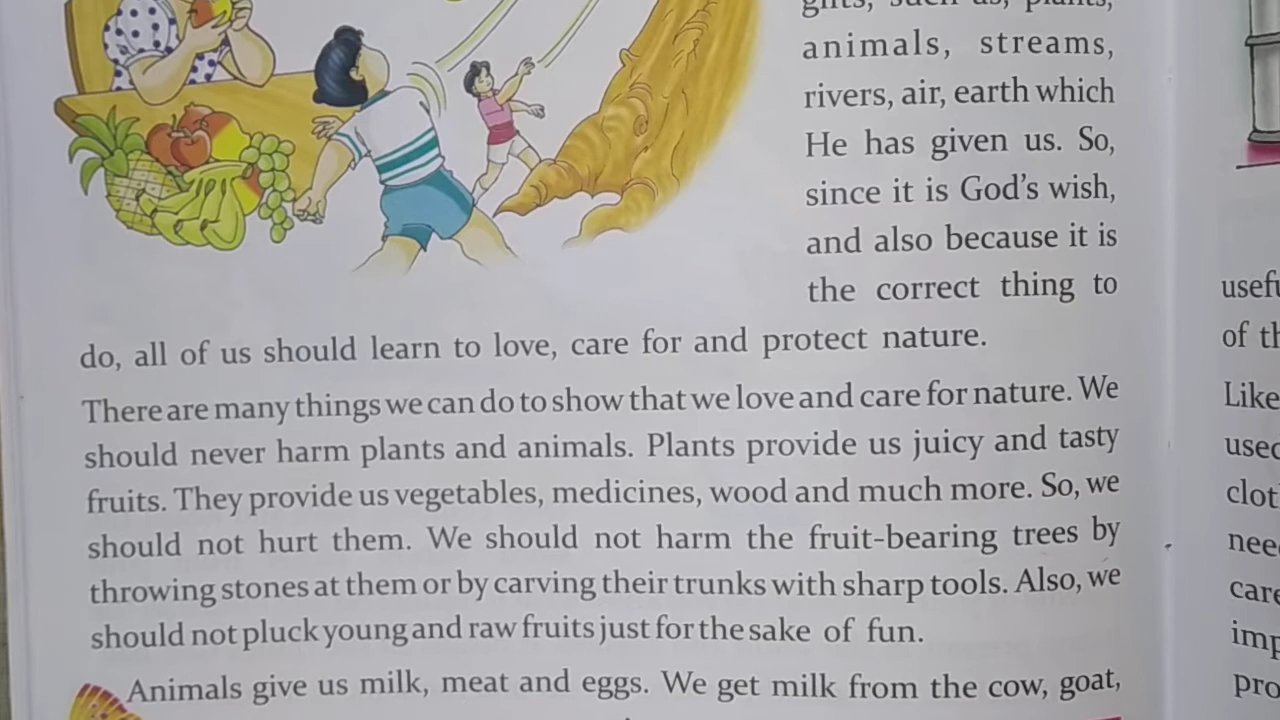 gifts, such as, plants,
animals, streams,
rivers, air, earth which
He has given us. So,
since it is God's wish,
and also because it is
the correct thing to
do, all of us should learn to love, care for and protect nature.
There are many things we can do to show that we love and care for nature. We
should never harm plants and animals. Plants provide us juicy and tasty
fruits. They provide us vegetables, medicines, wood and much more. So, we
should not hurt them. We should not harm the fruit-bearing trees by
throwing stones at them or by carving their trunks with sharp tools. Also, we
should not pluck young and raw fruits just for the sake of fun.
Animals give us milk, meat and eggs. We get milk from the cow, goat,
of th
Like